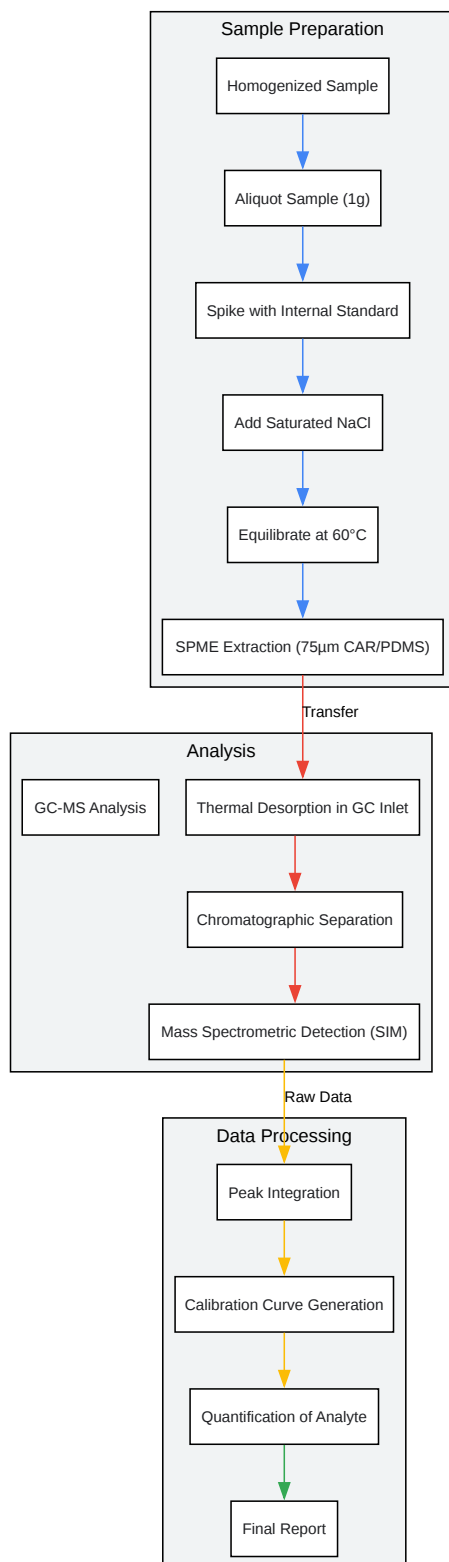 Sample Preparation
Homogenized Sample
Aliquot Sample (1g)
Spike with Internal Standard
Add Saturated NaCl
Equilibrate at 60°C
SPME Extraction (75µm CAR/PDMS)
Transfer
Analysis
GC-MS Analysis
Thermal Desorption in GC Inlet
Chromatographic Separation
Mass Spectrometric Detection (SIM)
Raw Data
Data Processing
Peak Integration
Calibration Curve Generation
Quantification of Analyte
Final Report